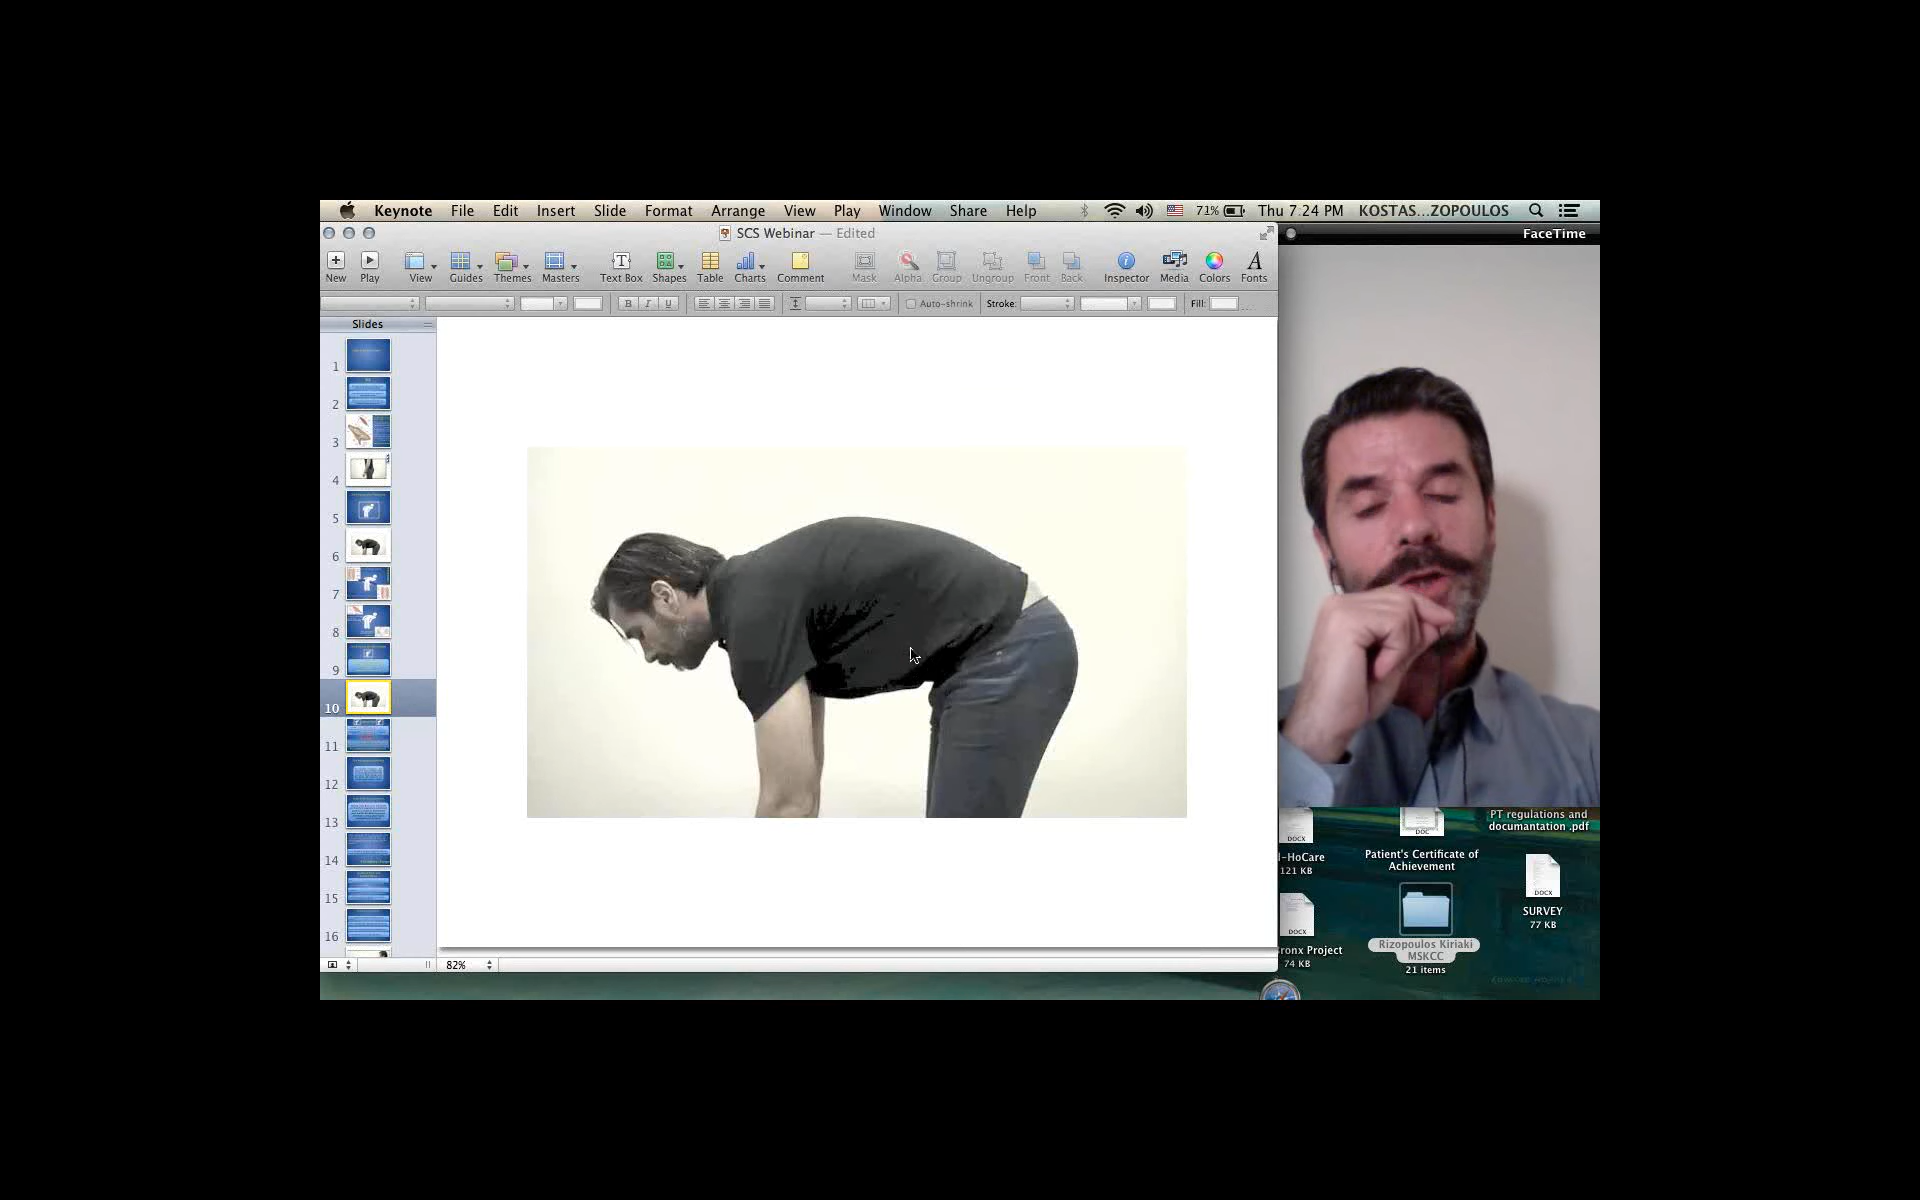 Keynote File Edit Insert Slide Format Arrange View Play Window Share Help 71% Thu 7:24 PM KOSTAS...ZOPOULOS
SCS Webinar — Edited
FaceTime
New Play View Guides Themes Masters Text Box Shapes Table Charts Comment Mask Alpha Group Ungroup Front Back Inspector Media Colors Fonts
B I U Auto-shrink Stroke: Fill:
Slides
1
2
3
4
5
6
7
8
9
10
11
12
13
14
15
16
82%
PT regulations and
documantation .pdf
DOCX
DOC
l-HoCare
121 KB
Patient's Certificate of
Achievement
DOCX
SURVEY
77 KB
DOCX
ronx Project
74 KB
Rizopoulos Kiriaki
MSKCC
21 items